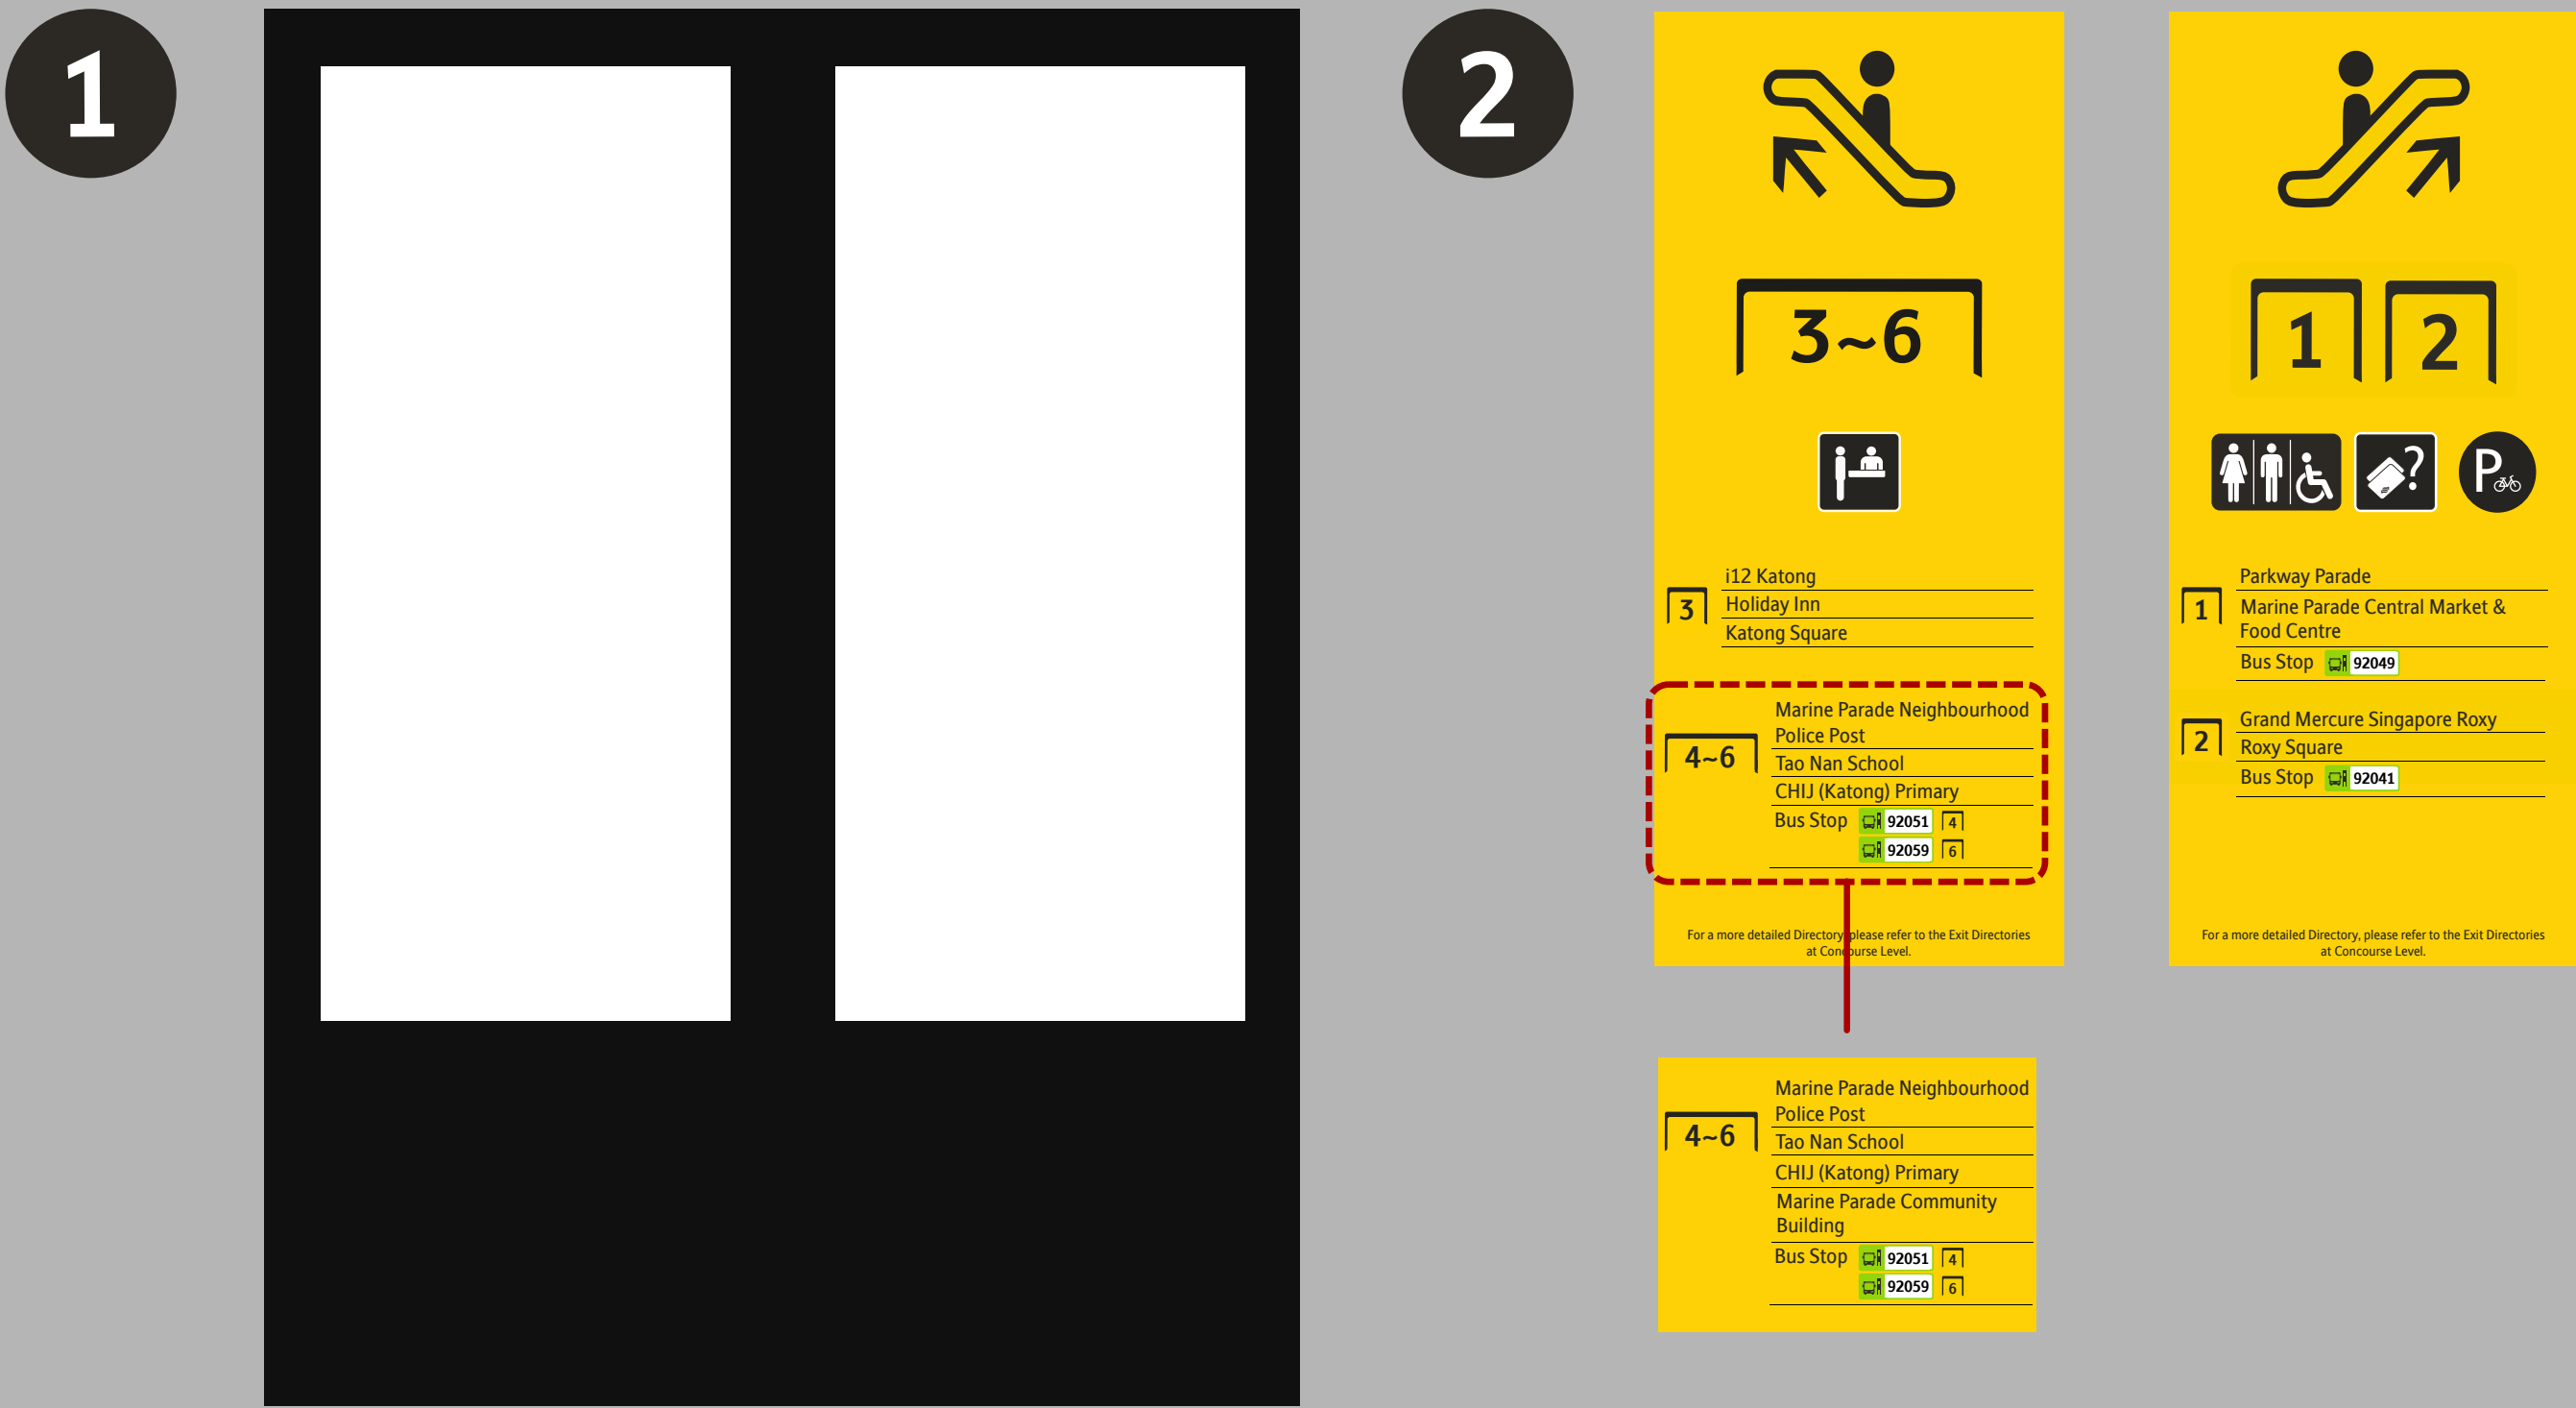 1
2
3~6
3
i12 Katong
Holiday Inn
Katong Square
4~6
Marine Parade Neighbourhood
Police Post
Tao Nan School
CHIJ (Katong) Primary
Bus Stop 92051 4
92059 6
For a more detailed Directory, please refer to the Exit Directories
at Concourse Level.
4~6
Marine Parade Neighbourhood
Police Post
Tao Nan School
CHIJ (Katong) Primary
Marine Parade Community
Building
Bus Stop 92051 4
92059 6
1 2
? P
1
Parkway Parade
Marine Parade Central Market &
Food Centre
Bus Stop 92049
2
Grand Mercure Singapore Roxy
Roxy Square
Bus Stop 92041
For a more detailed Directory, please refer to the Exit Directories
at Concourse Level.